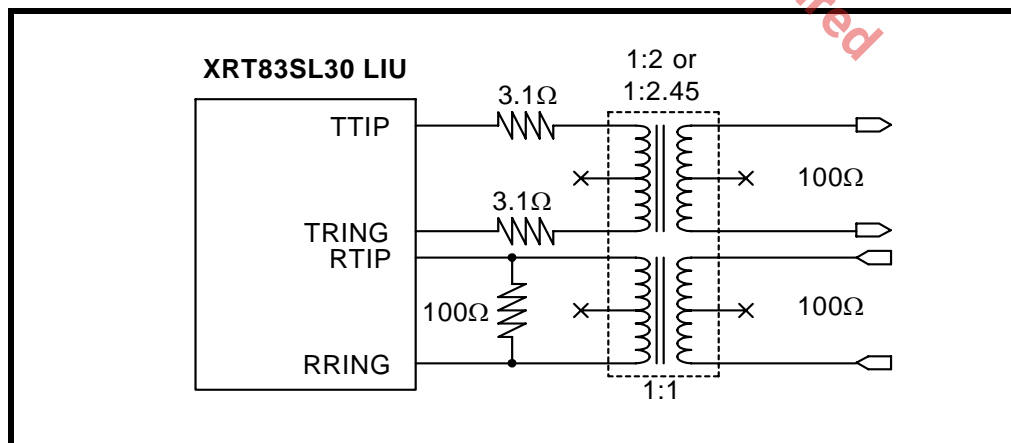 XRT83SL30 LIU
1:2 or
1:2.45
3.1Ω
TTIP
100Ω
3.1Ω
TRING
RTIP
100Ω
100Ω
RRING
1:1